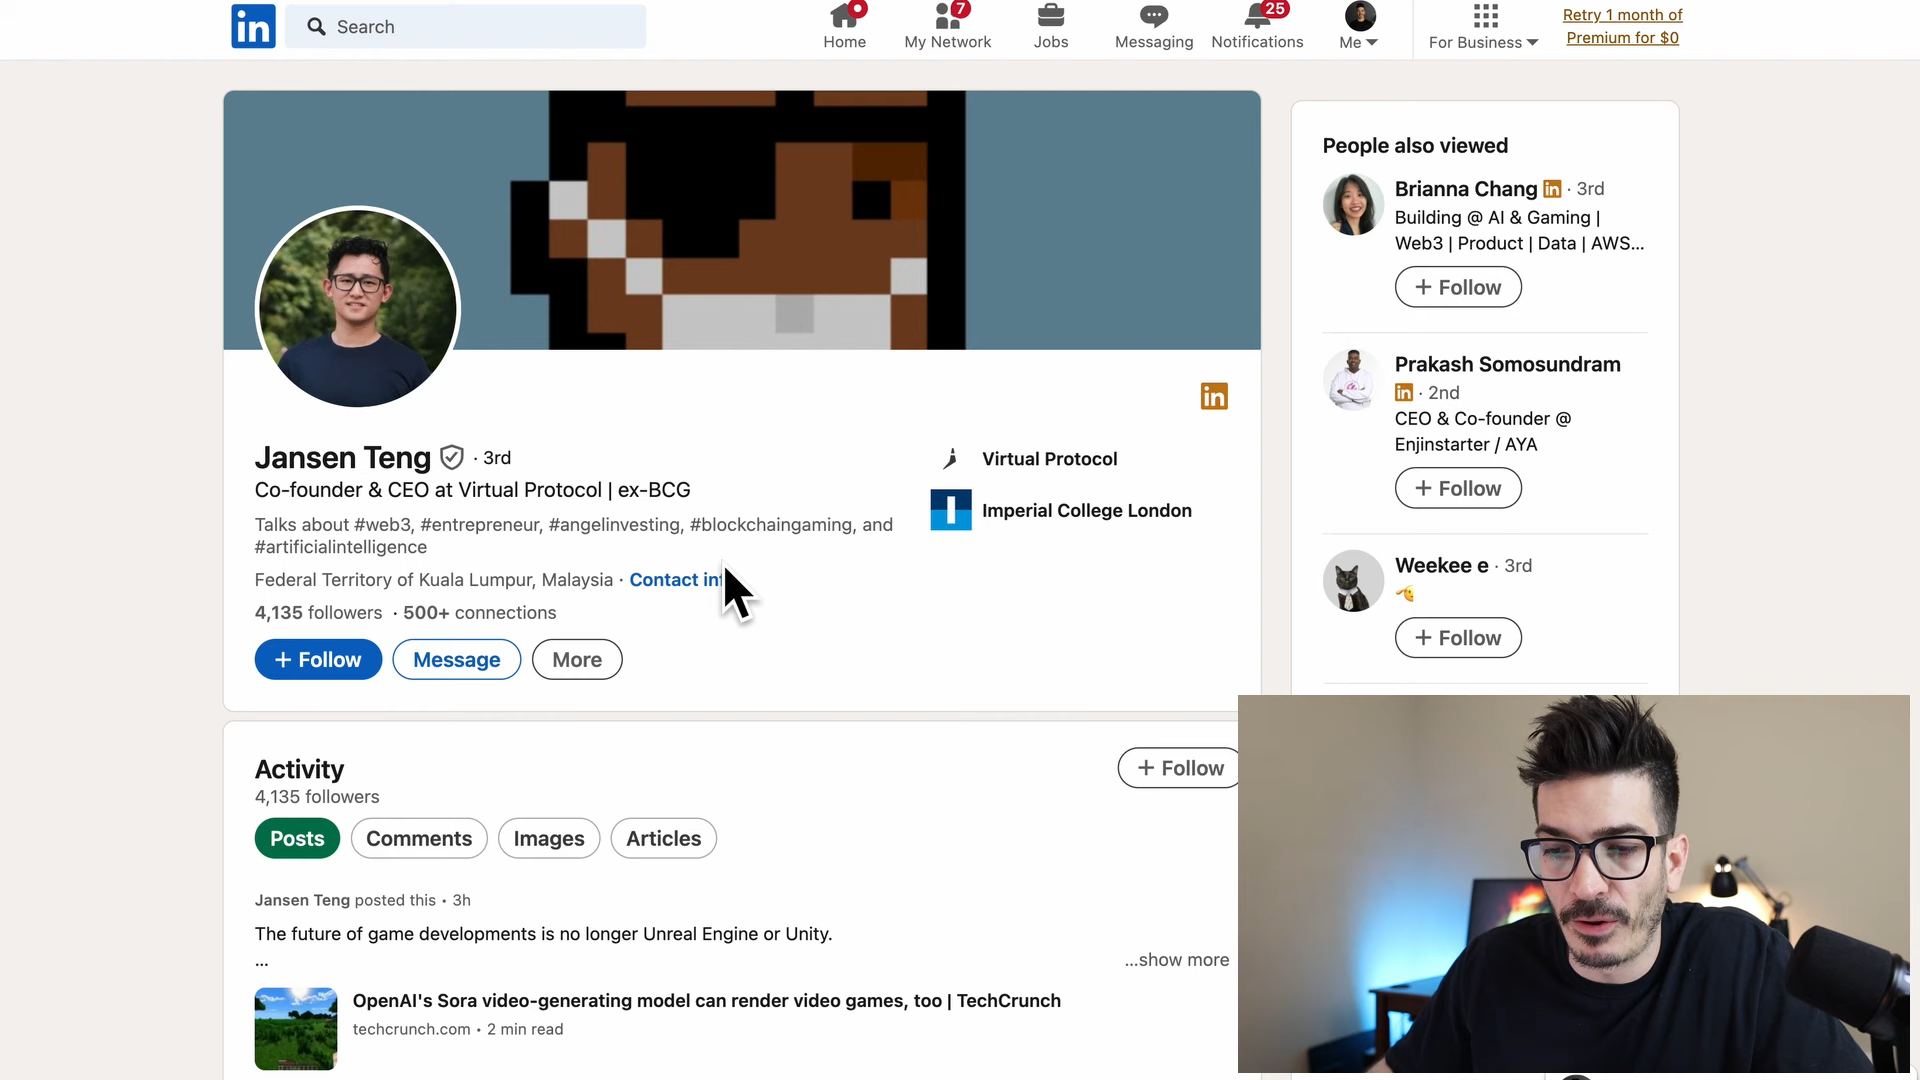 in
Search
Home
7
My Network
Jobs
Messaging
25
Notifications
Me
For Business
Retry 1 month of
Premium for $0
in
Jansen Teng · 3rd
Co-founder & CEO at Virtual Protocol | ex-BCG
Talks about #web3, #entrepreneur, #angelinvesting, #blockchaingaming, and
#artificialintelligence
Federal Territory of Kuala Lumpur, Malaysia · Contact inf
4,135 followers · 500+ connections
+ Follow
Message
More
Virtual Protocol
Imperial College London
Activity
4,135 followers
+ Follow
Posts
Comments
Images
Articles
Jansen Teng posted this • 3h
The future of game developments is no longer Unreal Engine or Unity.
...
...show more
OpenAI's Sora video-generating model can render video games, too | TechCrunch
techcrunch.com • 2 min read
People also viewed
Brianna Chang in · 3rd
Building @ AI & Gaming |
Web3 | Product | Data | AWS...
+ Follow
Prakash Somosundram
in · 2nd
CEO & Co-founder @
Enjinstarter / AYA
+ Follow
Weekee e · 3rd
+ Follow